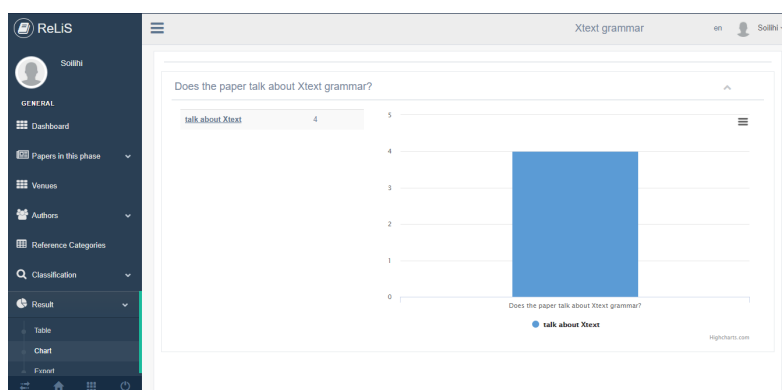 ReLiS
Xtext grammar
en
Soilihi
Soilihi
GENERAL
Dashboard
Papers in this phase
Venues
Authors
Reference Categories
Classification
Result
Table
Chart
Export
Does the paper talk about Xtext grammar?
talk about Xtext 4
5
4
3
2
1
0
Does the paper talk about Xtext grammar?
talk about Xtext
Highcharts.com